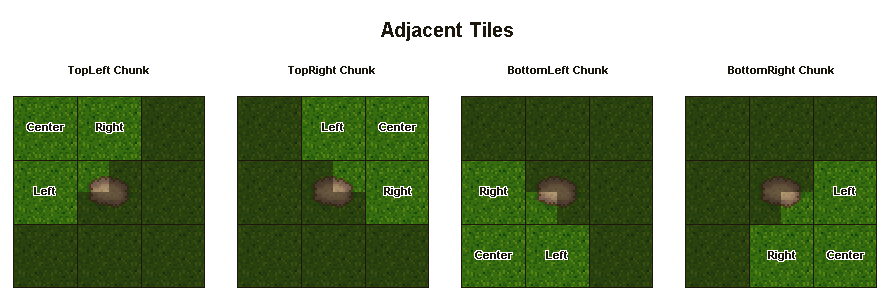 Adjacent Tiles
TopLeft Chunk
TopRight Chunk
BottomLeft Chunk
BottomRight Chunk
Center Right
Left Center
Left
Right
Right
Left
Center Left
Right Center